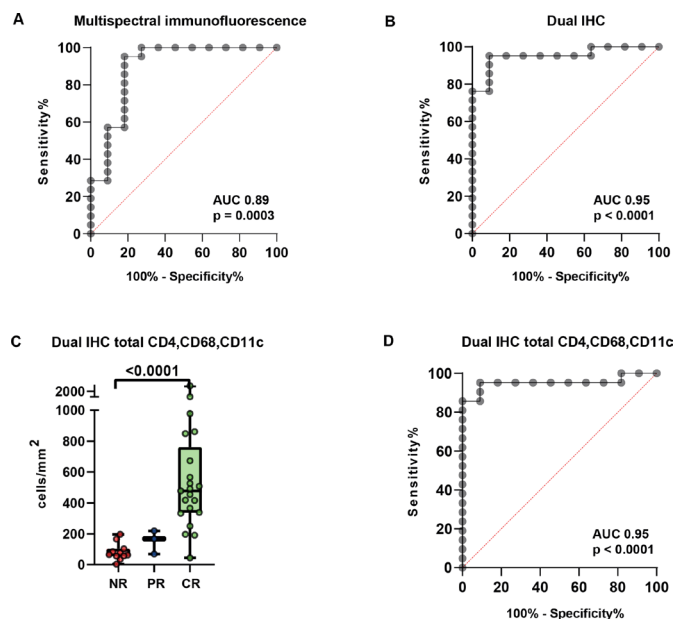 A
Multispectral immunofluorescence
100
80
60
40
20
0
Sensitivity%
AUC 0.89
p = 0.0003
0 20 40 60 80 100
100% - Specificity%
B
Dual IHC
100
80
60
40
20
0
Sensitivity%
AUC 0.95
p < 0.0001
0 20 40 60 80 100
100% - Specificity%
C
Dual IHC total CD4,CD68,CD11c
<0.0001
2000
1000
800
600
400
200
0
cells/mm²
NR PR CR
D
Dual IHC total CD4,CD68,CD11c
100
80
60
40
20
0
Sensitivity%
AUC 0.95
p < 0.0001
0 20 40 60 80 100
100% - Specificity%